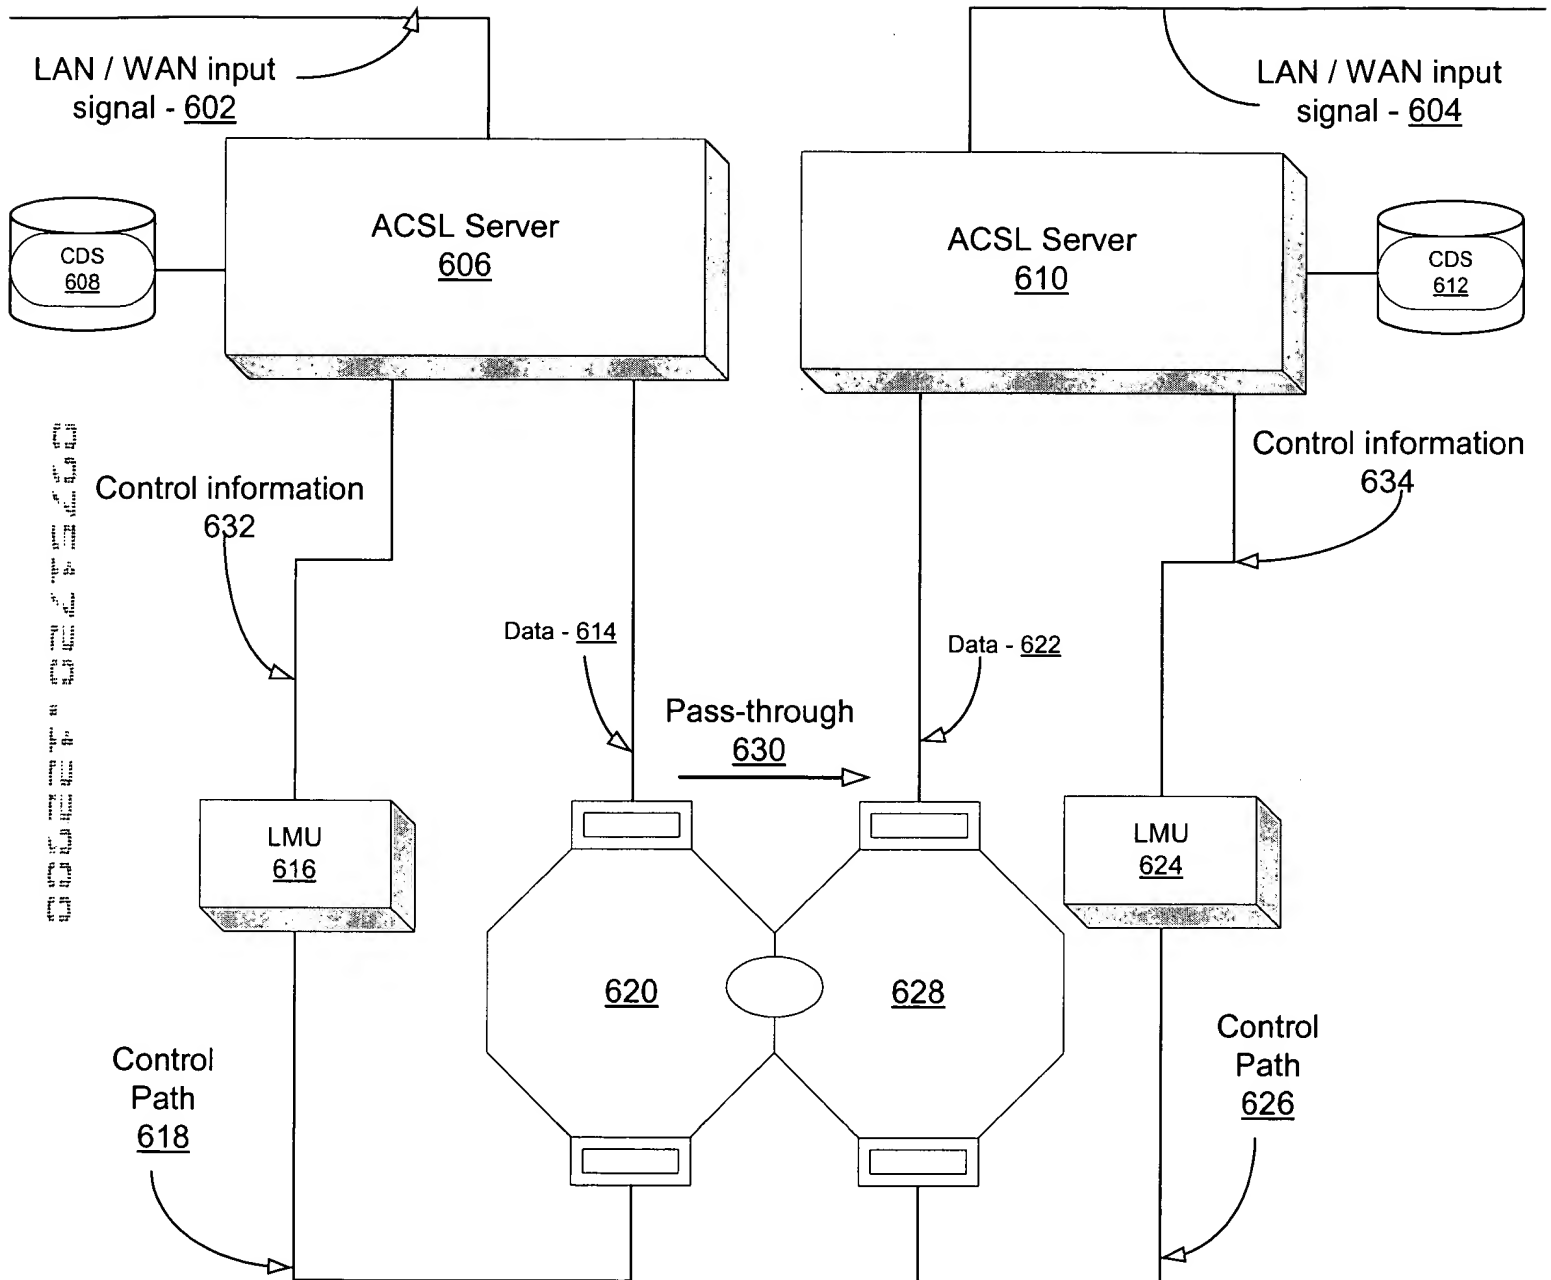 LAN / WAN input
signal - 602
LAN / WAN input
signal - 604
ACSL Server
606
ACSL Server
610
CDS
608
CDS
612
Control information
632
Control information
634
Data - 614
Data - 622
Pass-through
630
LMU
616
LMU
624
620
628
Control
Path
618
Control
Path
626